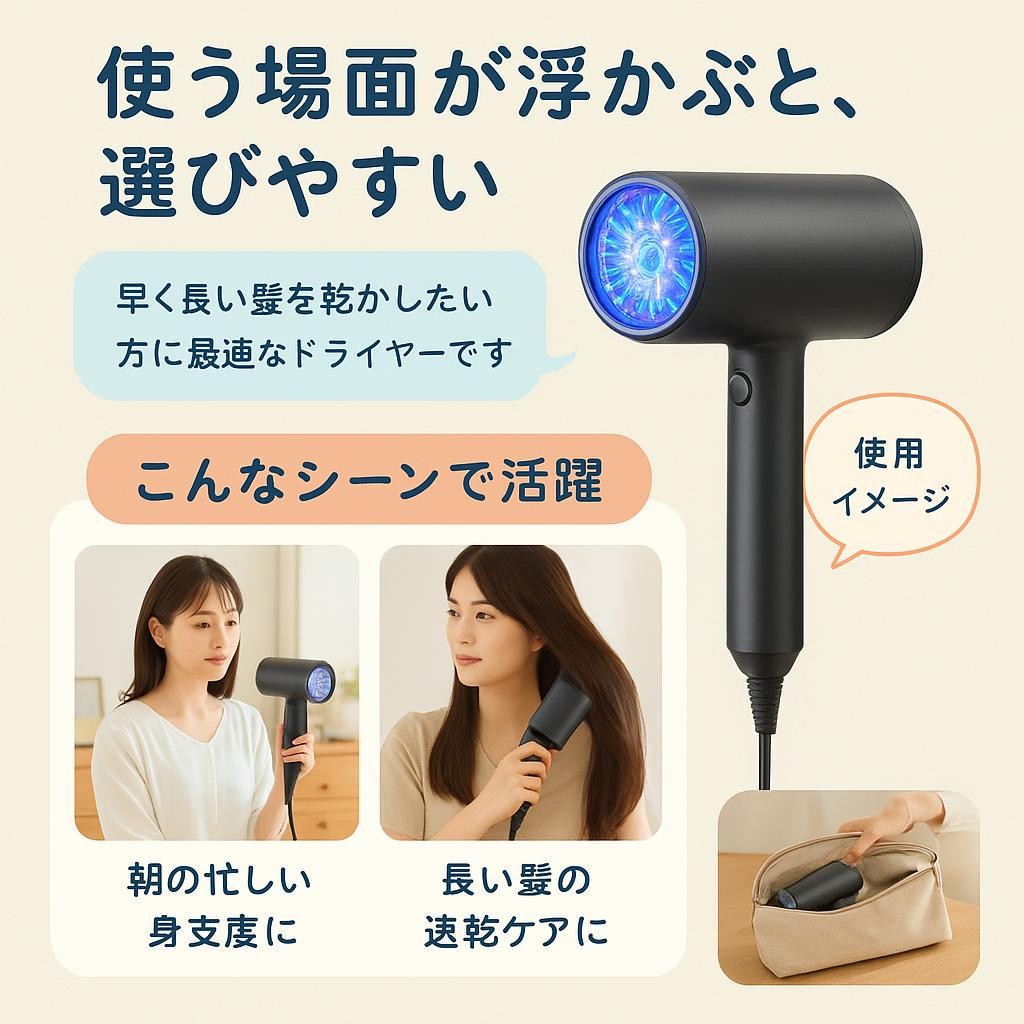 使う場面が浮かぶと、
選びやすい
早く長い髪を乾かしたい
方に最適なドライヤーです
こんなシーンで活躍
使用
イメージ
朝の忙しい
身支度に
長い髪の
速乾ケアに